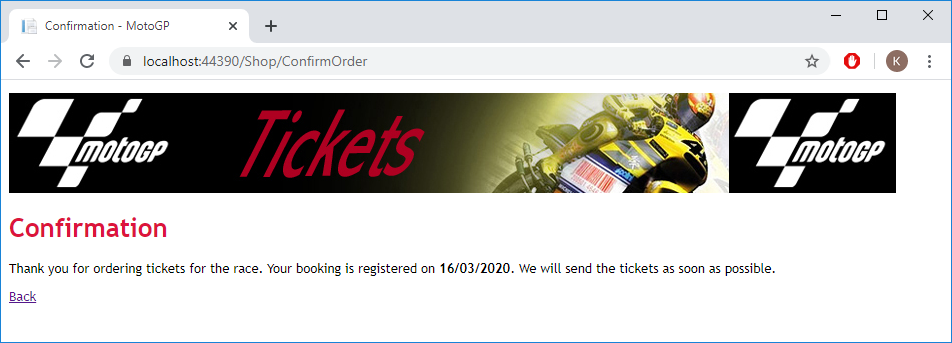 Confirmation - MotoGP
localhost:44390/Shop/ConfirmOrder
K
MotoGP
Tickets
MotoGP
Confirmation
Thank you for ordering tickets for the race. Your booking is registered on 16/03/2020. We will send the tickets as soon as possible.
Back